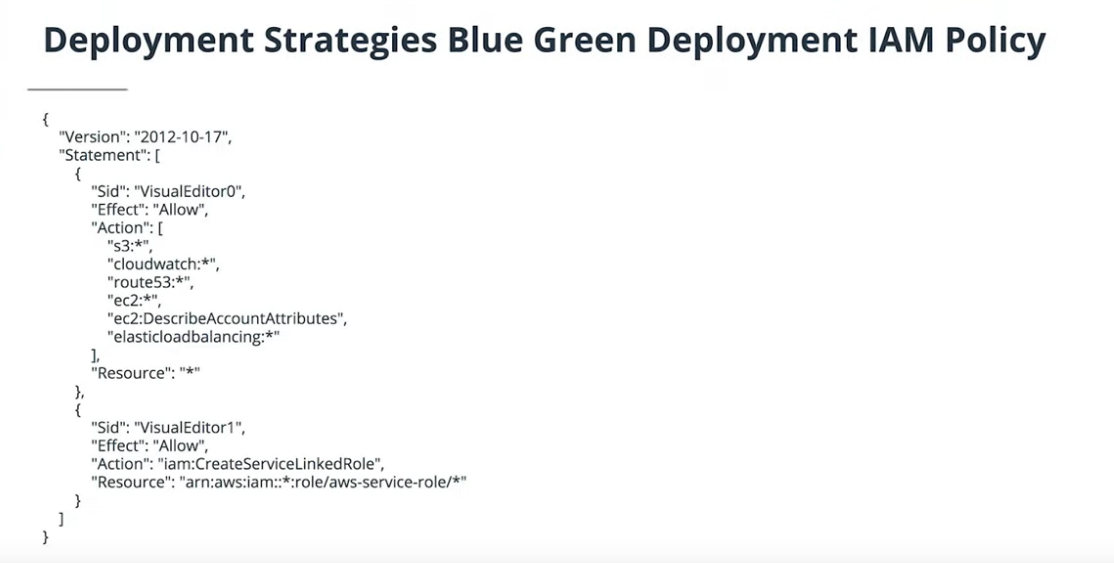 Deployment Strategies Blue Green Deployment IAM Policy
{
"Version": "2012-10-17",
"Statement": [
{
"Sid": "VisualEditor0",
"Effect": "Allow",
"Action": [
"s3:*",
"cloudwatch:*",
"route53:*",
"ec2:*",
"ec2:DescribeAccountAttributes",
"elasticloadbalancing:*"
],
"Resource": "*"
},
{
"Sid": "VisualEditor1",
"Effect": "Allow",
"Action": "iam:CreateServiceLinkedRole",
"Resource": "arn:aws:iam::*:role/aws-service-role/*"
}
]
}